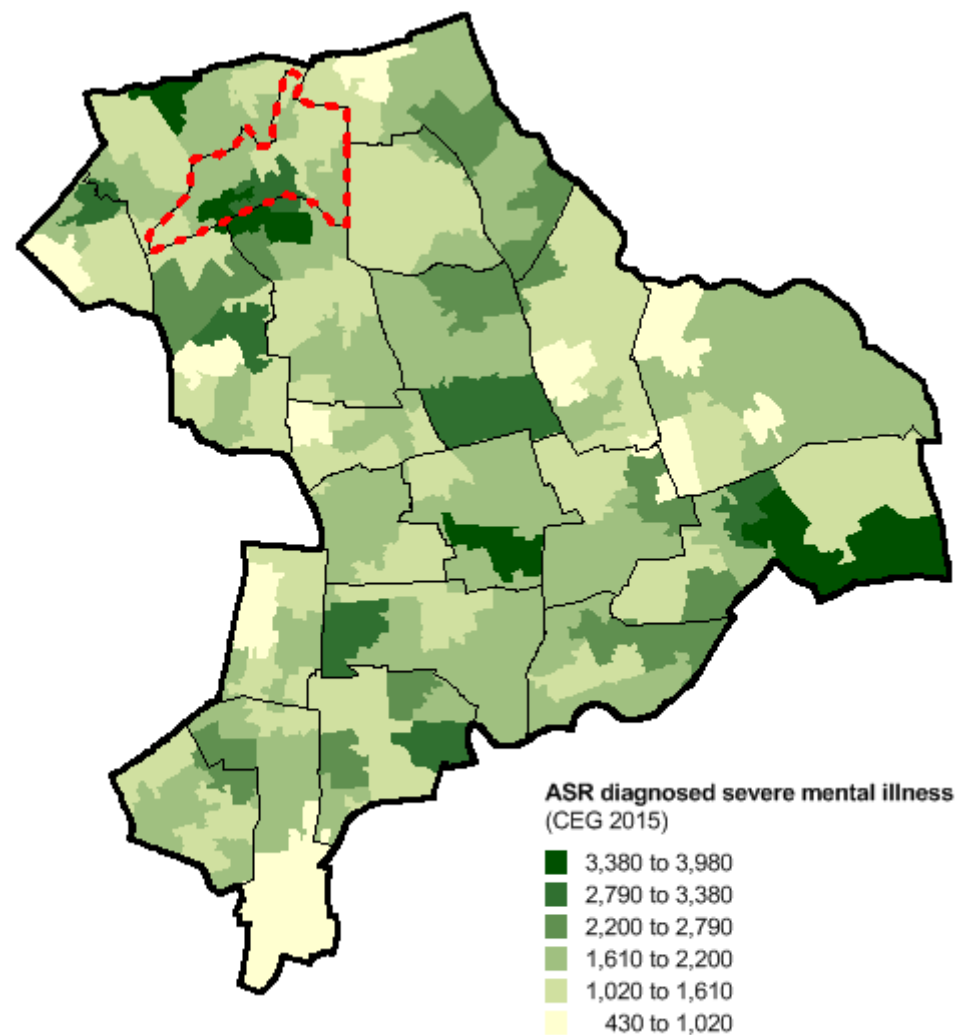 ASR diagnosed severe mental illness
(CEG 2015)
3,380 to 3,980
2,790 to 3,380
2,200 to 2,790
1,610 to 2,200
1,020 to 1,610
430 to 1,020